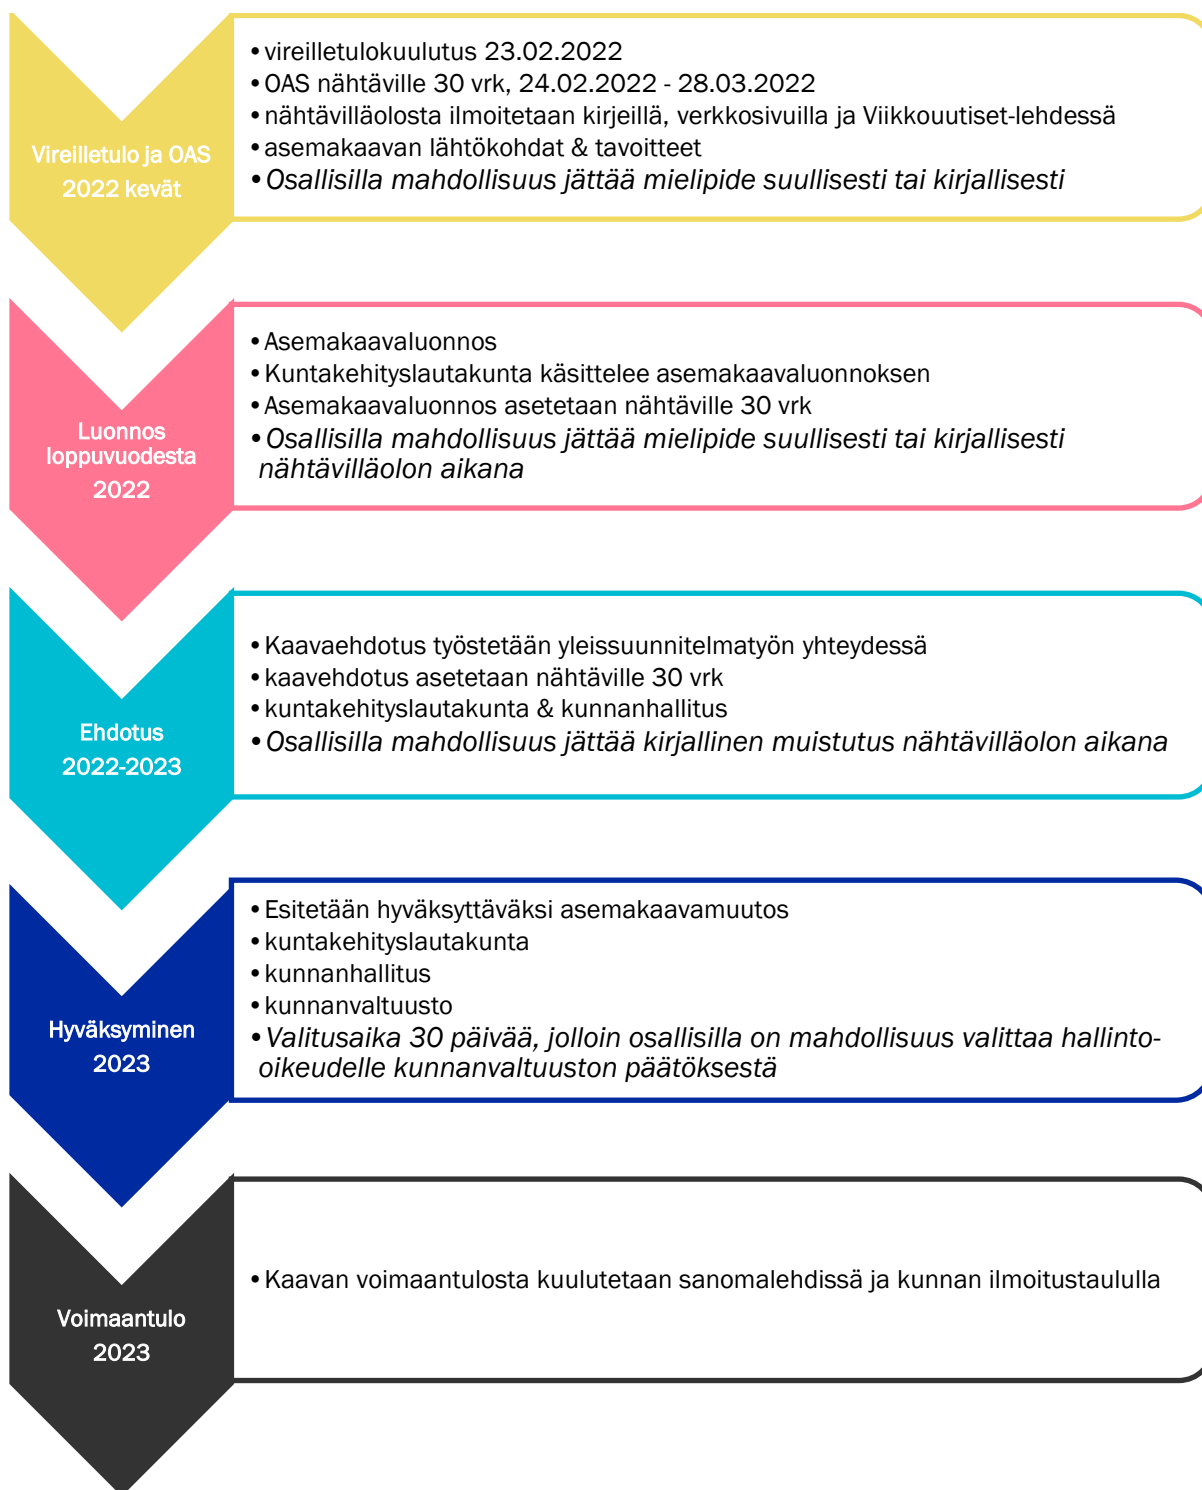 Vireilletulo ja OAS
2022 kevät
•vireilletulokuulutus 23.02.2022
•OAS nähtäville 30 vrk, 24.02.2022 - 28.03.2022
•nähtävilläolosta ilmoitetaan kirjeillä, verkkosivuilla ja Viikkouutiset-lehdessä
•asemakaavan lähtökohdat & tavoitteet
•Osallisilla mahdollisuus jättää mielipide suullisesti tai kirjallisesti
Luonnos
loppuvuodesta
2022
•Asemakaavaluonnos
•Kuntakehityslautakunta käsittelee asemakaavaluonnoksen
•Asemakaavaluonnos asetetaan nähtäville 30 vrk
•Osallisilla mahdollisuus jättää mielipide suullisesti tai kirjallisesti
nähtävilläolon aikana
Ehdotus
2022-2023
•Kaavaehdotus työstetään yleissuunnitelmatyön yhteydessä
•kaavehdotus asetetaan nähtäville 30 vrk
•kuntakehityslautakunta & kunnanhallitus
•Osallisilla mahdollisuus jättää kirjallinen muistutus nähtävilläolon aikana
Hyväksyminen
2023
•Esitetään hyväksyttäväksi asemakaavamuutos
•kuntakehityslautakunta
•kunnanhallitus
•kunnanvaltuusto
•Valitusaika 30 päivää, jolloin osallisilla on mahdollisuus valittaa hallinto-
oikeudelle kunnanvaltuuston päätöksestä
Voimaantulo
2023
•Kaavan voimaantulosta kuulutetaan sanomalehdissä ja kunnan ilmoitustaululla